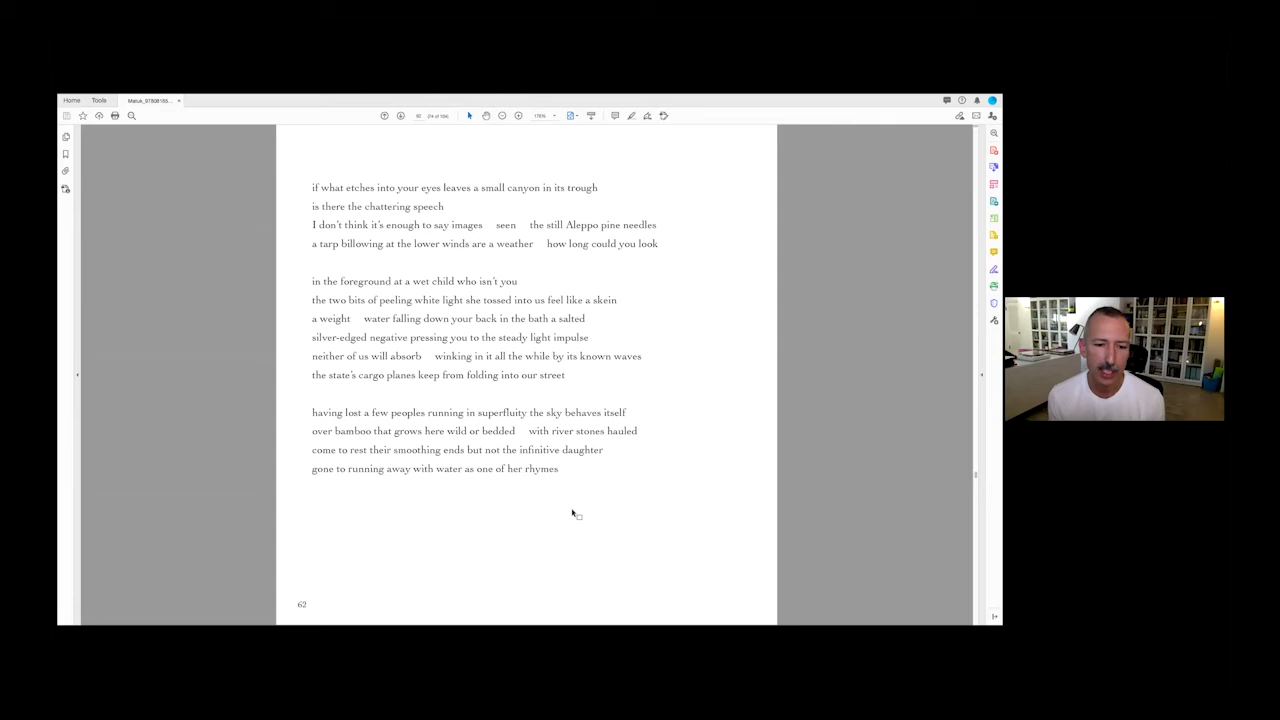 Home Tools Matuk_97808155... ×
62 (74 of 104) 176%
if what etches into your eyes leaves a small canyon in its trough
is there the chattering speech
I don't think it's enough to say images seen the still Aleppo pine needles
a tarp billowing at the lower winds are a weather how long could you look
in the foreground at a wet child who isn't you
the two bits of peeling white light she tossed into us feel like a skein
a weight water falling down your back in the bath a salted
silver-edged negative pressing you to the steady light impulse
neither of us will absorb winking in it all the while by its known waves
the state's cargo planes keep from folding into our street
having lost a few peoples running in superfluity the sky behaves itself
over bamboo that grows here wild or bedded with river stones hauled
come to rest their smoothing ends but not the infinitive daughter
gone to running away with water as one of her rhymes
62